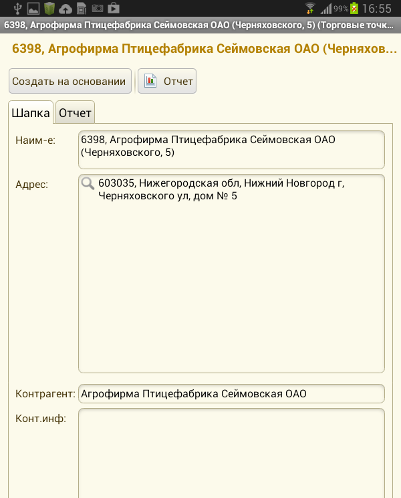 99% 16:55
6398, Агрофирма Птицефабрика Сеймовская ОАО (Черняховского, 5) (Торговые точк...
6398, Агрофирма Птицефабрика Сеймовская ОАО (Черняхов...
Создать на основании Отчет
Шапка Отчет
Наим-е: 6398, Агрофирма Птицефабрика Сеймовская ОАО
(Черняховского, 5)
Адрес: 603035, Нижегородская обл, Нижний Новгород г,
Черняховского ул, дом № 5
Контрагент: Агрофирма Птицефабрика Сеймовская ОАО
Конт.инф: